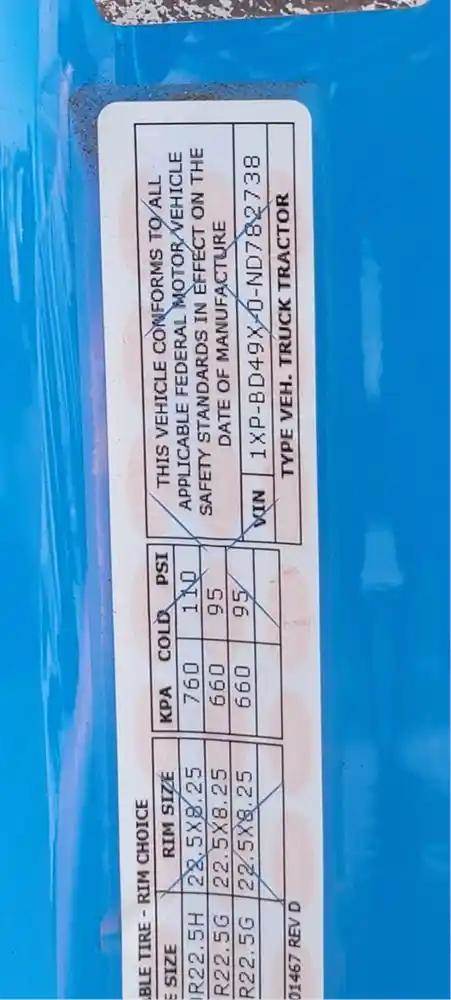 BLE TIRE - RIM CHOICE
E SIZE RIM SIZE KPA COLD PSI
R22.5H 22.5X8.25 760 110
R22.5G 22.5X8.25 660 95
R22.5G 22.5X8.25 660 95
01467 REV D
THIS VEHICLE CONFORMS TO ALL
APPLICABLE FEDERAL MOTOR VEHICLE
SAFETY STANDARDS IN EFFECT ON THE
DATE OF MANUFACTURE
VIN 1XP-BD49X-0-ND782738
TYPE VEH. TRUCK TRACTOR